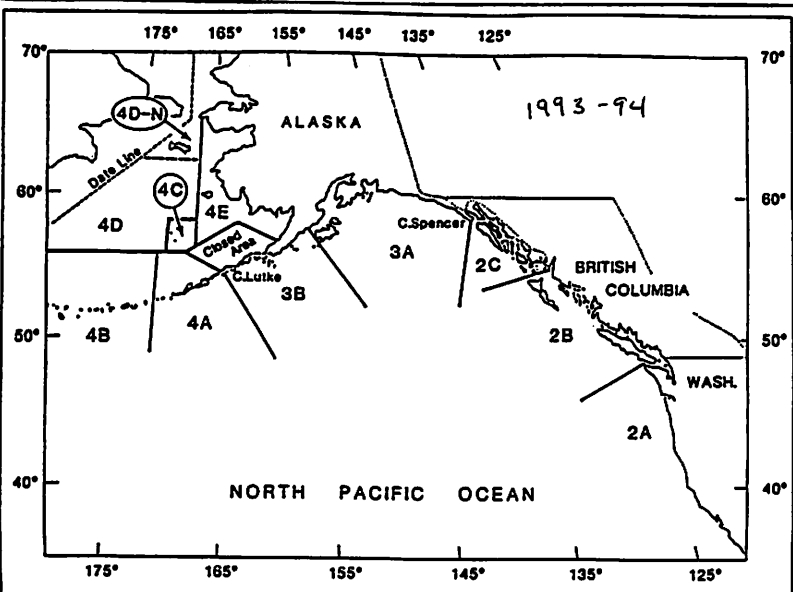 175° 165° 155° 145° 135° 125°
70° 70°
1993-94
4D-N
ALASKA
Date Line
60° 4C 60°
4E
C.Spencer
4D
Closed
Area
3A
2C
BRITISH
C.Lutke
COLUMBIA
3B
4A
4B
50° 2B 50°
WASH.
2A
40° 40°
NORTH PACIFIC OCEAN
175° 165° 155° 145° 135° 125°